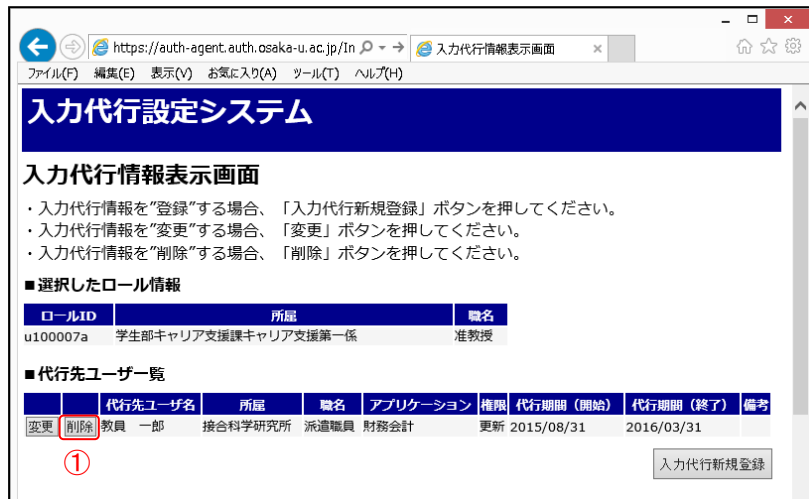 https://auth-agent.auth.osaka-u.ac.jp/In 入力代行情報表示画面
ファイル(F) 編集(E) 表示(V) お気に入り(A) ツール(T) ヘルプ(H)
入力代行設定システム
入力代行情報表示画面
・入力代行情報を"登録"する場合、「入力代行新規登録」ボタンを押してください。
・入力代行情報を"変更"する場合、「変更」ボタンを押してください。
・入力代行情報を"削除"する場合、「削除」ボタンを押してください。
■選択したロール情報
ロールID 所属 職名
u100007a 学生部キャリア支援課キャリア支援第一係 准教授
■代行先ユーザ一覧
代行先ユーザ名 所属 職名 アプリケーション 権限 代行期間（開始） 代行期間（終了） 備考
変更 削除 教員 一郎 接合科学研究所 派遣職員 財務会計 更新 2015/08/31 2016/03/31
①
入力代行新規登録